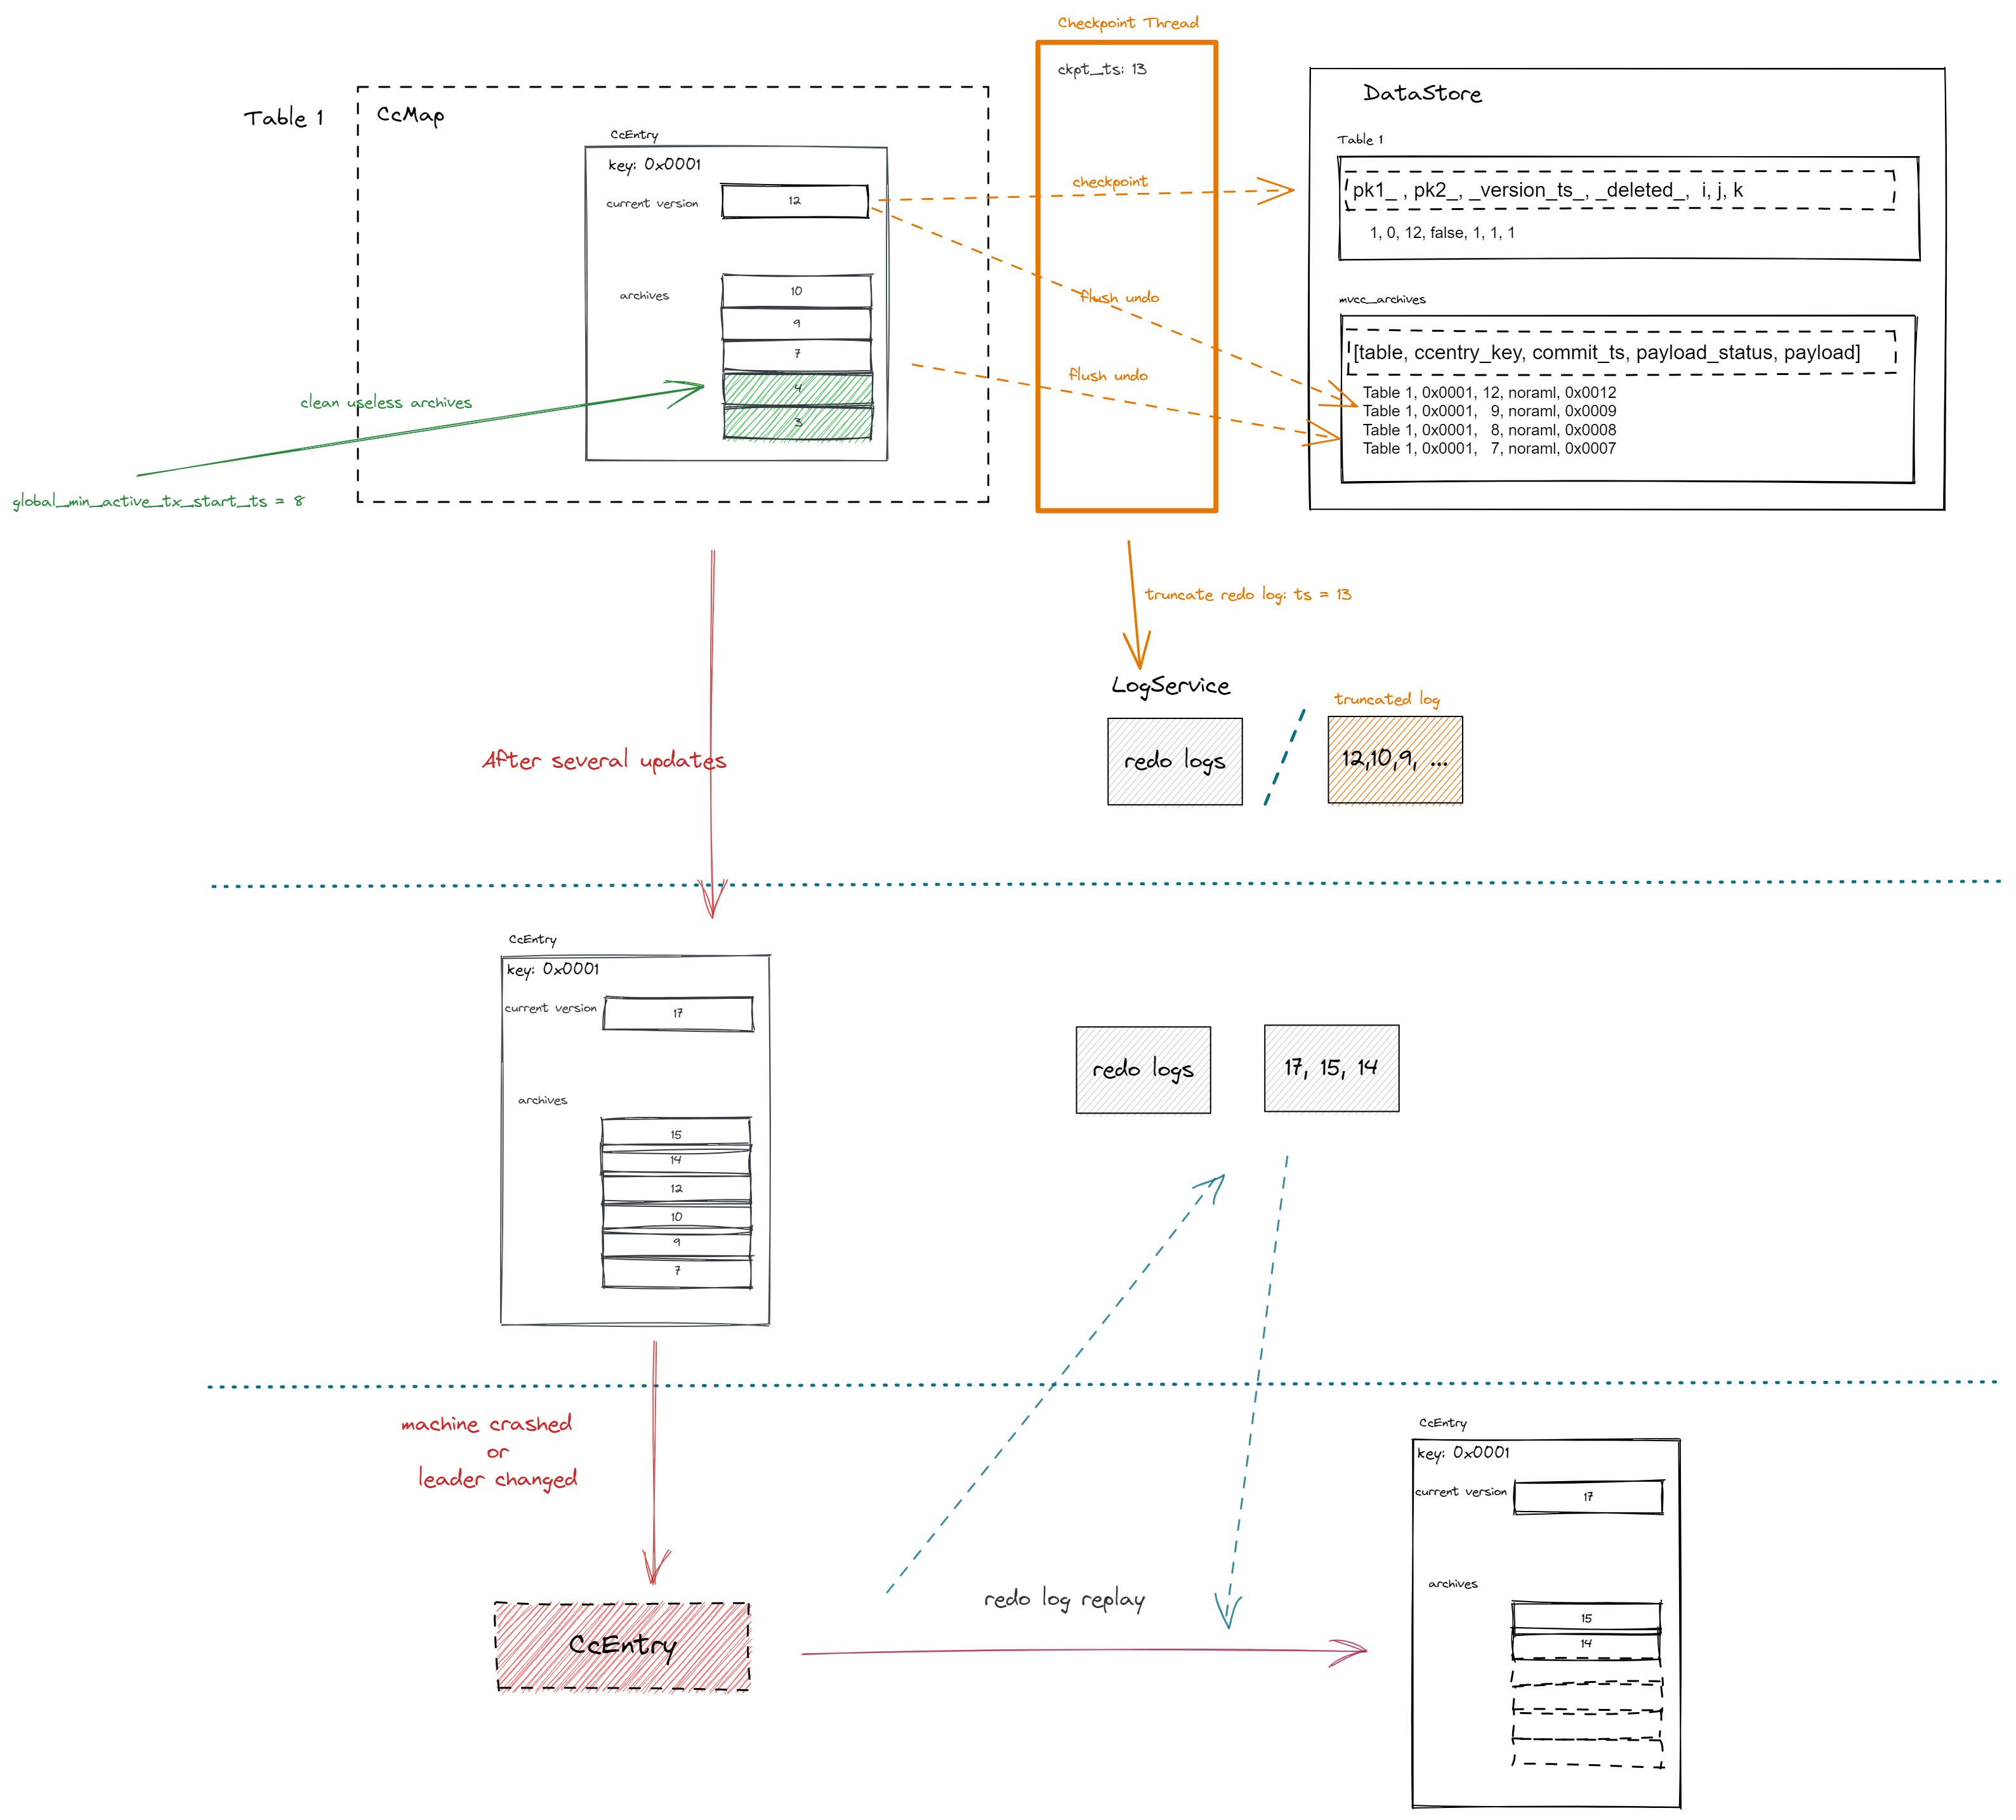 Checkpoint Thread
ckpt_ts: 13
Table 1
CcMap
CcEntry
key: 0x0001
current version
12
archives
10
9
7
4
3
clean useless archives
global_min_active_tx_start_ts = 8
checkpoint
flush undo
flush undo
DataStore
Table 1
pk1_ , pk2_, _version_ts_, _deleted_, i, j, k
1, 0, 12, false, 1, 1, 1
mvcc_archives
[table, ccentry_key, commit_ts, payload_status, payload]
Table 1, 0x0001, 12, noraml, 0x0012
Table 1, 0x0001, 9, noraml, 0x0009
Table 1, 0x0001, 8, noraml, 0x0008
Table 1, 0x0001, 7, noraml, 0x0007
truncate redo log: ts = 13
LogService
redo logs
truncated log
12,10,9, ...
After several updates
CcEntry
key: 0x0001
current version
17
archives
15
14
12
10
9
7
redo logs
17, 15, 14
machine crashed
or
leader changed
CcEntry
redo log replay
CcEntry
key: 0x0001
current version
17
archives
15
14